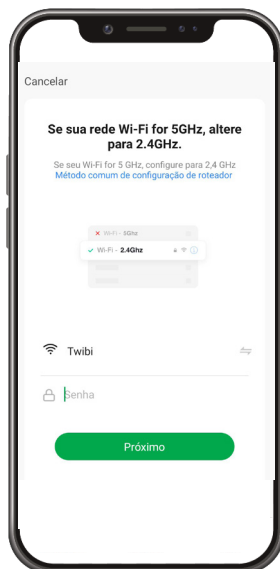 Cancelar
Se sua rede Wi-Fi for 5GHz, altere
para 2.4GHz.
Se seu Wi-Fi for 5 GHz, configure para 2,4 GHz
Método comum de configuração de roteador
Wi-Fi - 5Ghz
Wi-Fi - 2.4Ghz
Twibi
Senha
Próximo